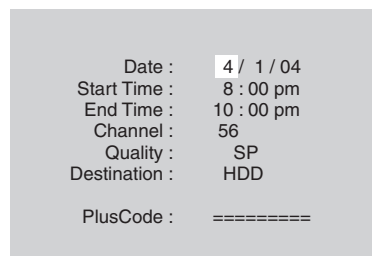 Date : 4 / 1 / 04
Start Time : 8 : 00 pm
End Time : 10 : 00 pm
Channel : 56
Quality : SP
Destination : HDD
PlusCode : =========